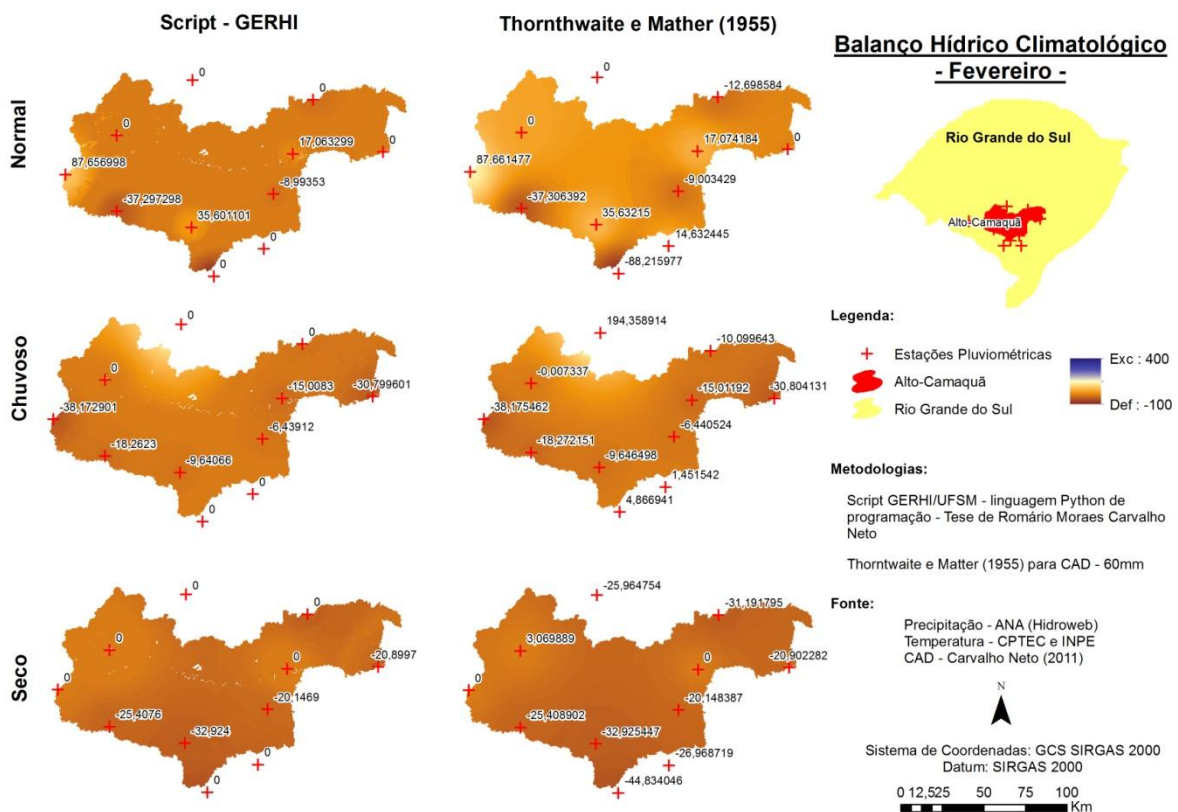 Script - GERHI
Thornthwaite e Mather (1955)
Balanço Hídrico Climatológico
- Fevereiro -
Normal
0
0
0
17,063299
0
87,656998
-8,99353
-37,297298
35,601101
0
0
0
-12,698584
0
17,074184
0
87,661477
-9,003429
-37,306392
35,63215
14,632445
-88,215977
Rio Grande do Sul
Alto-Camaquã
Chuvoso
0
0
0
-15,0083
-30,799601
-38,172901
-6,43912
-18,2623
-9,64066
0
0
194,358914
-10,099643
-0,007337
-15,01192
-30,804131
-38,175462
-6,440524
-18,272151
-9,646498
1,451542
4,866941
Legenda:
Estações Pluviométricas
Alto-Camaquã
Rio Grande do Sul
Exc : 400
Def : -100
Metodologias:
Script GERHI/UFSM - linguagem Python de
programação - Tese de Romário Moraes Carvalho
Neto
Thorntwaite e Matter (1955) para CAD - 60mm
Seco
0
0
0
0
-20,8997
0
-20,1469
-25,4076
-32,924
0
0
-25,964754
-31,191795
3,069889
0
-20,902282
0
-20,148387
-25,408902
-32,925447
-26,968719
-44,834046
Fonte:
Precipitação - ANA (Hidroweb)
Temperatura - CPTEC e INPE
CAD - Carvalho Neto (2011)
N
Sistema de Coordenadas: GCS SIRGAS 2000
Datum: SIRGAS 2000
0 12,525 50 75 100
Km